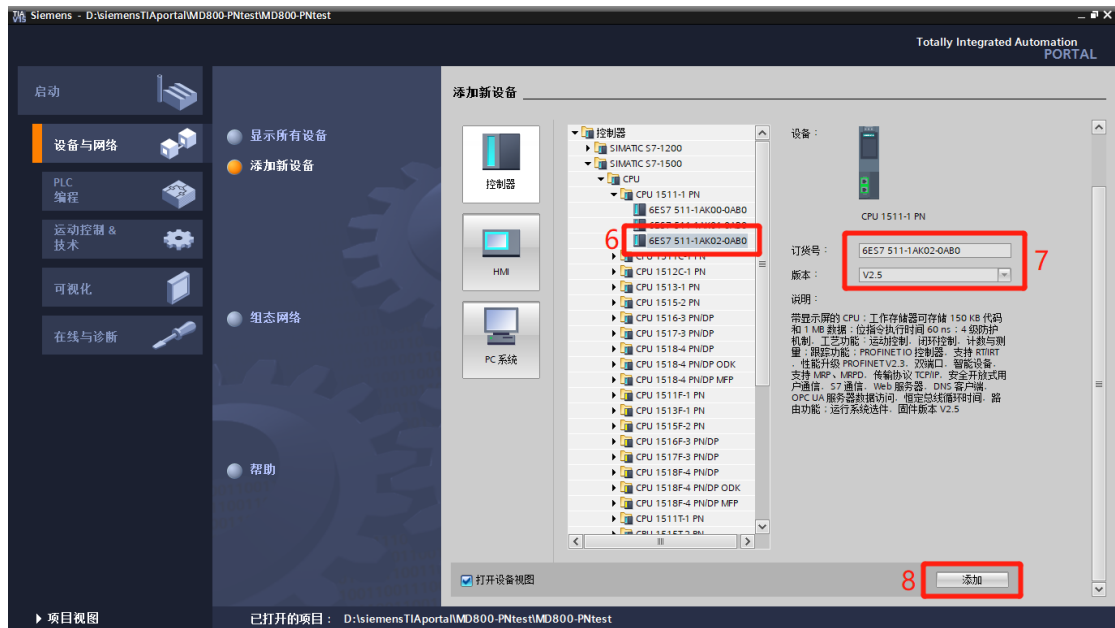 Siemens - D:\siemensTIAportal\MD800-PNtest\MD800-PNtest
Totally Integrated Automation
PORTAL
启动
设备与网络
PLC
编程
运动控制 &
技术
可视化
在线与诊断
显示所有设备
添加新设备
组态网络
帮助
添加新设备
控制器
HMI
PC 系统
控制器
SIMATIC S7-1200
SIMATIC S7-1500
CPU
CPU 1511-1 PN
6ES7 511-1AK00-0AB0
6
6ES7 511-1AK02-0AB0
CPU 1511C-1 PN
CPU 1512C-1 PN
CPU 1513-1 PN
CPU 1515-2 PN
CPU 1516-3 PN/DP
CPU 1517-3 PN/DP
CPU 1518-4 PN/DP
CPU 1518-4 PN/DP ODK
CPU 1518-4 PN/DP MFP
CPU 1511F-1 PN
CPU 1513F-1 PN
CPU 1515F-2 PN
CPU 1516F-3 PN/DP
CPU 1517F-3 PN/DP
CPU 1518F-4 PN/DP
CPU 1518F-4 PN/DP ODK
CPU 1518F-4 PN/DP MFP
CPU 1511T-1 PN
CPU 1515T-2 PN
设备：
CPU 1511-1 PN
订货号：
6ES7 511-1AK02-0AB0
7
版本：
V2.5
说明：
带显示屏的 CPU；工作存储器可存储 150 KB 代码
和 1 MB 数据；位指令执行时间 60 ns；4 级防护
机制．工艺功能：运动控制．闭环控制．计数与测
量；跟踪功能；PROFINET IO 控制器．支持 RT/IRT
．性能升级 PROFINET V2.3．双端口．智能设备．
支持 MRP、MRPD．传输协议 TCP/IP．安全开放式用
户通信．S7 通信．Web 服务器．DNS 客户端．
OPC UA 服务器数据访问．恒定总线循环时间．路
由功能；运行系统选件．固件版本 V2.5
打开设备视图
8
添加
项目视图
已打开的项目： D:\siemensTIAportal\MD800-PNtest\MD800-PNtest